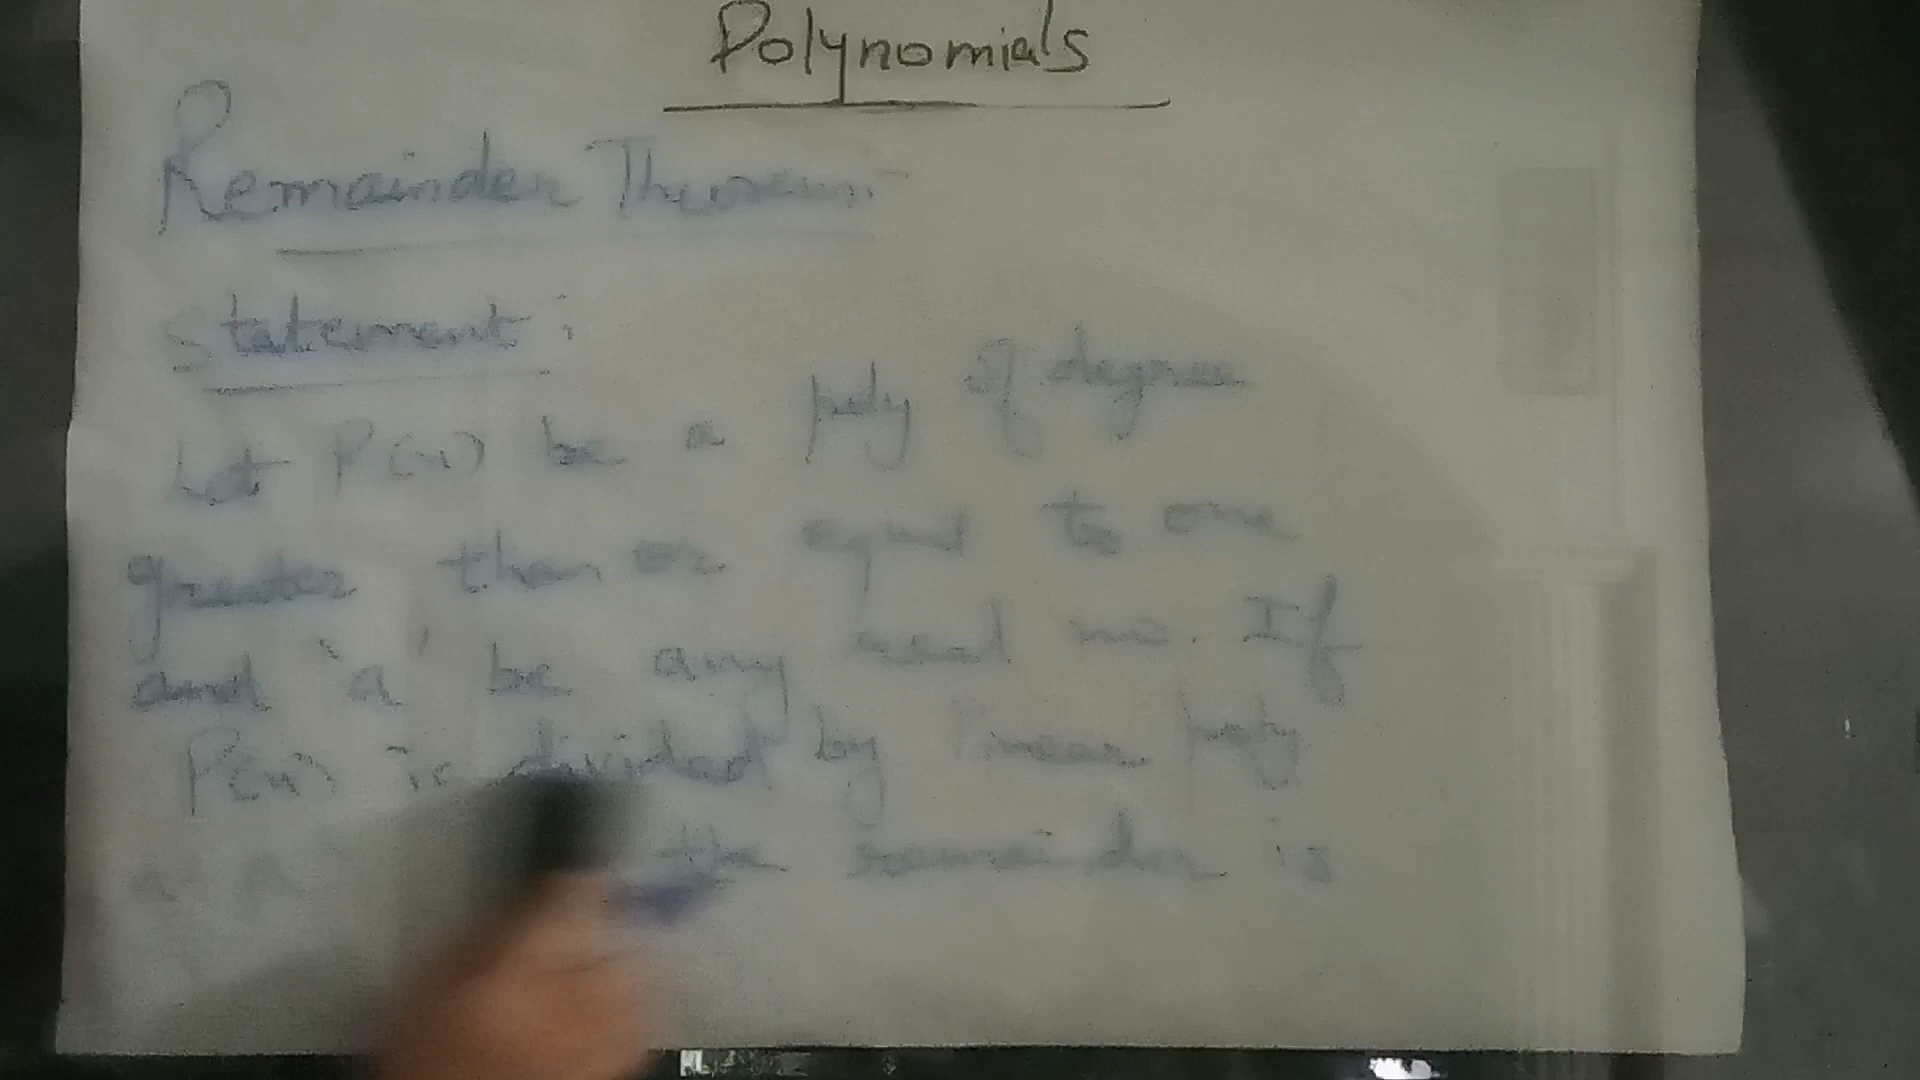 Polynomials
Remainder Theorem:-
Statement:
Let P(x) be a poly of degree
greater than or equal to one
and 'a' be any real no. If
P(x) is divided by linear poly
the remainder is